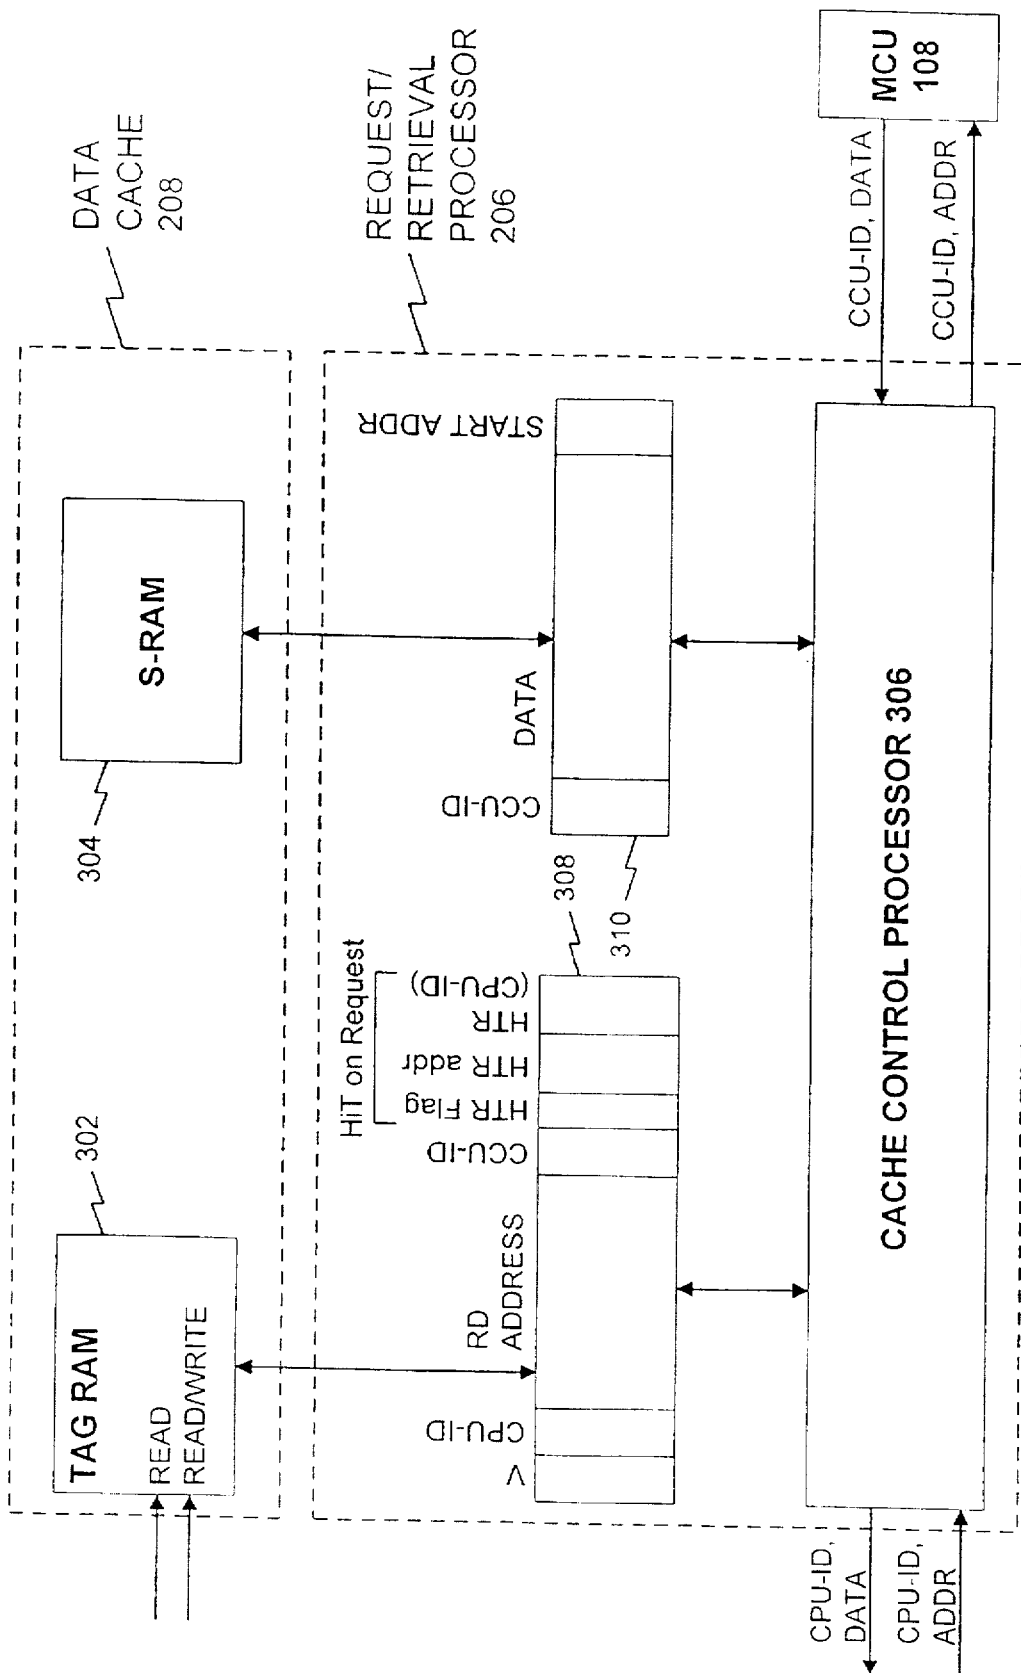 DATA
CACHE
208
TAG RAM
READ
READ/WRITE
302
S-RAM
304
REQUEST/
RETRIEVAL
PROCESSOR
206
V
CPU-ID
RD
ADDRESS
CCU-ID
HiT on Request
HTR Flag
HTR addr
HTR
(CPU-ID)
308
CCU-ID
DATA
START ADDR
310
CACHE CONTROL PROCESSOR 306
CPU-ID,
DATA
CPU-ID,
ADDR
CCU-ID, DATA
CCU-ID, ADDR
MCU
108